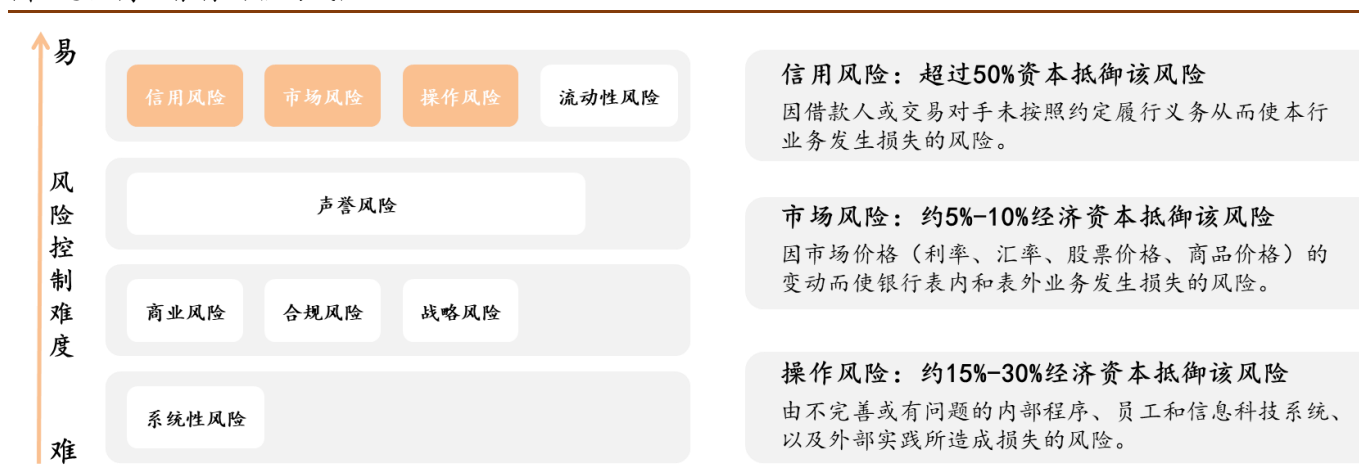 易
信用风险
市场风险
操作风险
流动性风险
声誉风险
风险控制难度
商业风险
合规风险
战略风险
系统性风险
难
信用风险：超过50%资本抵御该风险
因借款人或交易对手未按照约定履行义务从而使本行
业务发生损失的风险。
市场风险：约5%-10%经济资本抵御该风险
因市场价格（利率、汇率、股票价格、商品价格）的
变动而使银行表内和表外业务发生损失的风险。
操作风险：约15%-30%经济资本抵御该风险
由不完善或有问题的内部程序、员工和信息科技系统、
以及外部实践所造成损失的风险。